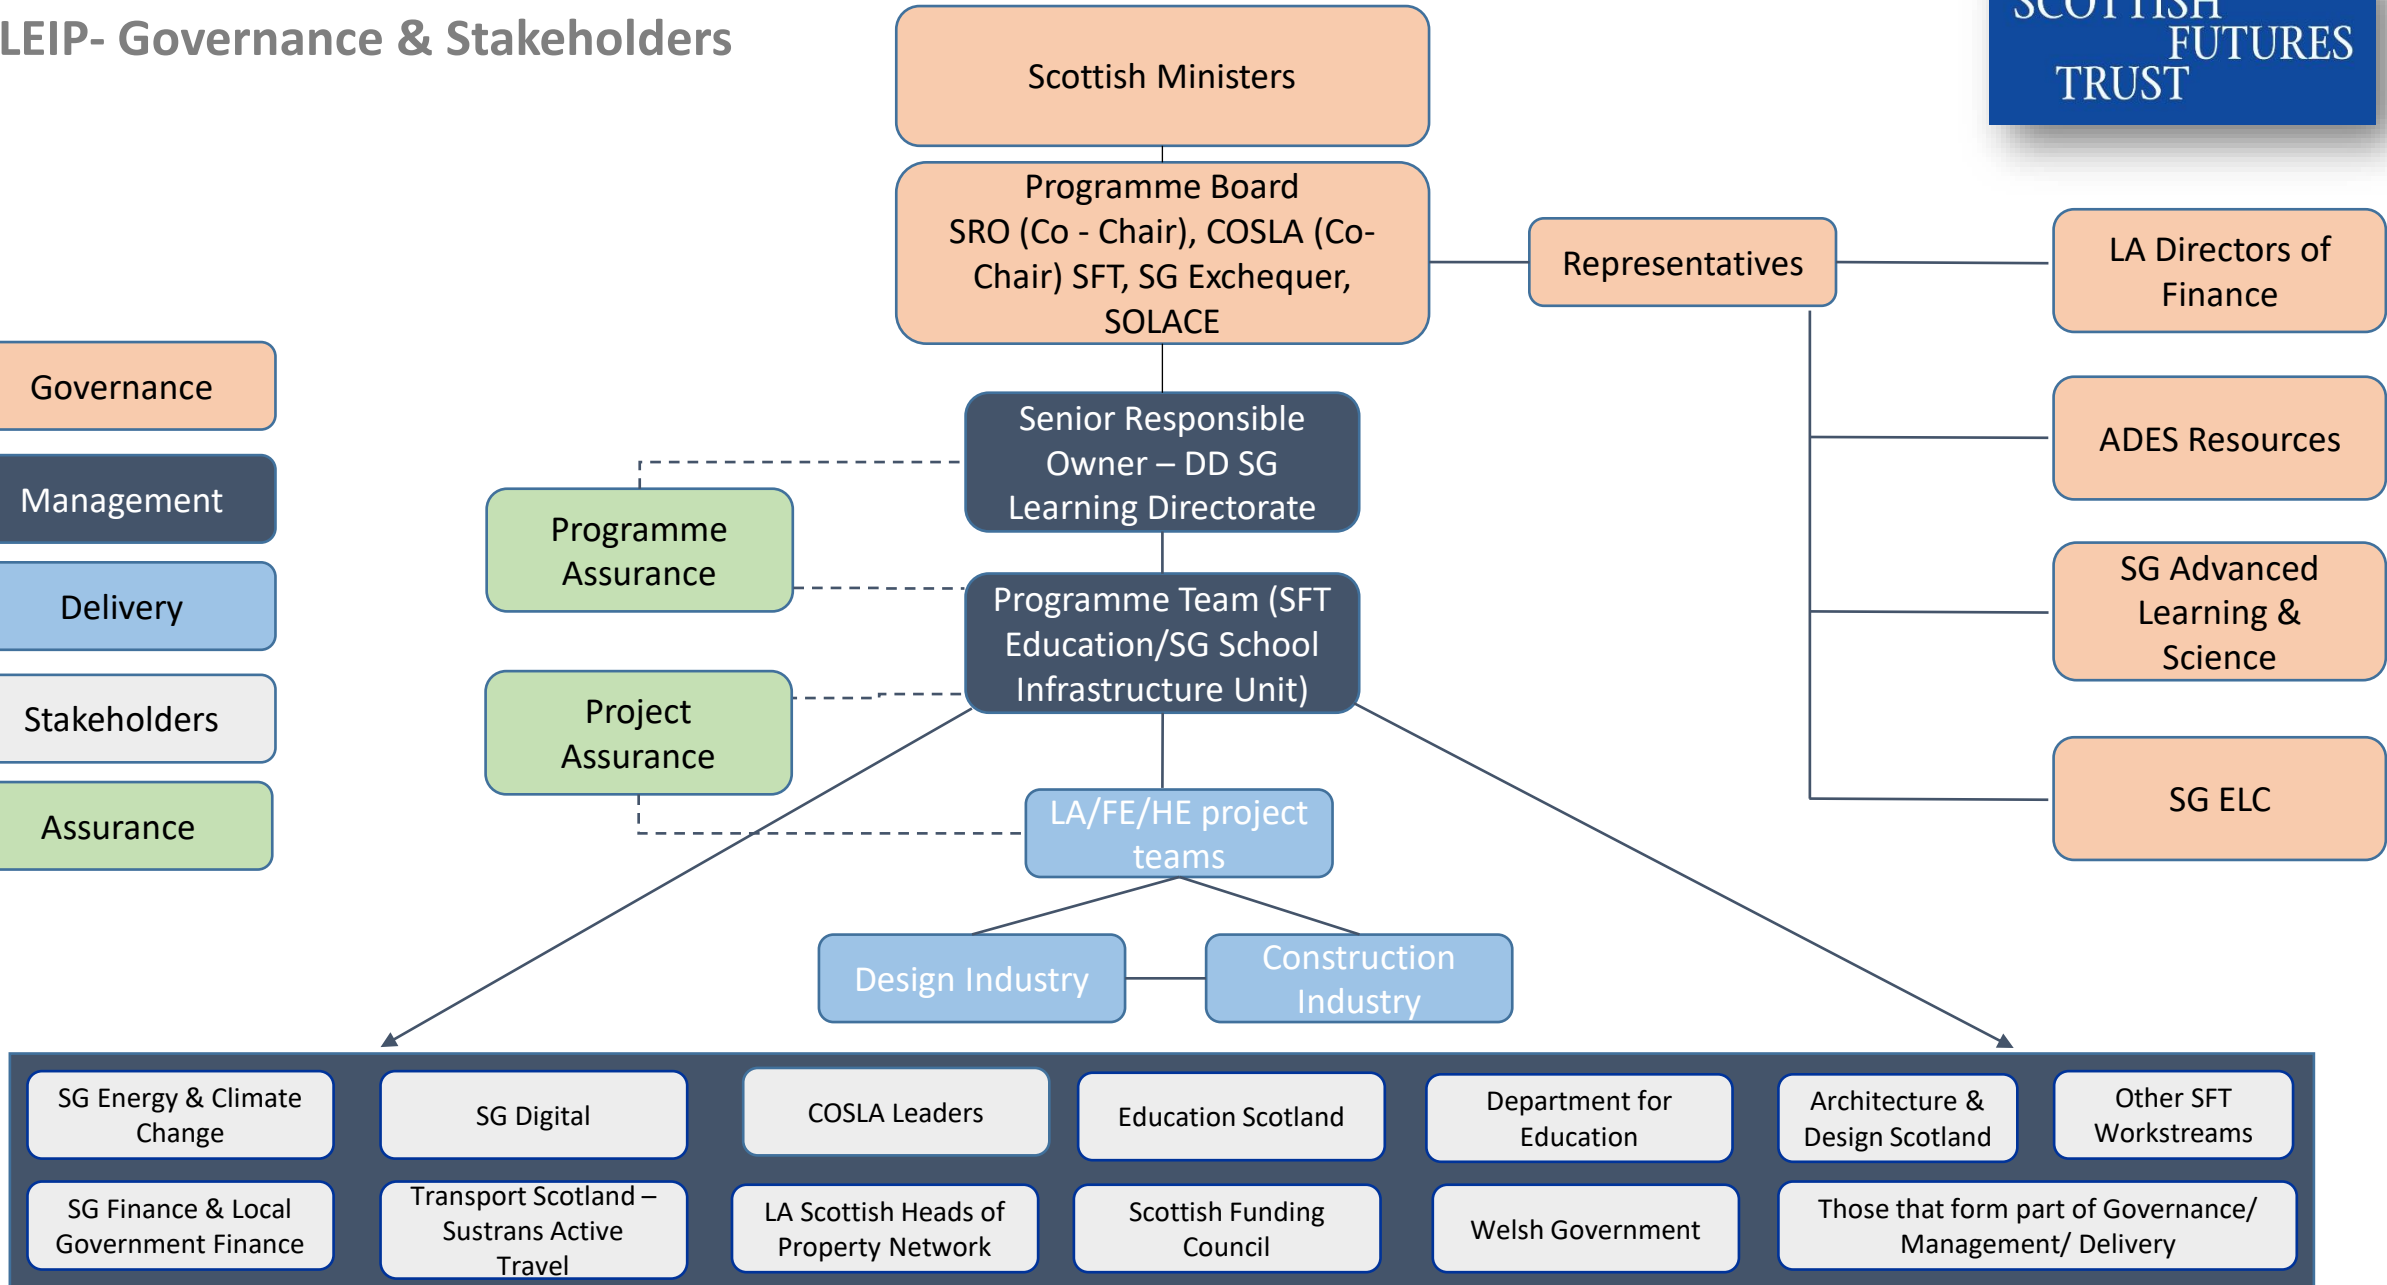 LEIP- Governance & Stakeholders
SCOTTISH
FUTURES
TRUST
Scottish Ministers
Programme Board
SRO (Co - Chair), COSLA (Co-
Chair) SFT, SG Exchequer,
SOLACE
Representatives
LA Directors of
Finance
ADES Resources
SG Advanced
Learning &
Science
SG ELC
Governance
Management
Delivery
Stakeholders
Assurance
Senior Responsible
Owner – DD SG
Learning Directorate
Programme
Assurance
Programme Team (SFT
Education/SG School
Infrastructure Unit)
Project
Assurance
LA/FE/HE project
teams
Design Industry
Construction
Industry
SG Energy & Climate
Change
SG Digital
COSLA Leaders
Education Scotland
Department for
Education
Architecture &
Design Scotland
Other SFT
Workstreams
SG Finance & Local
Government Finance
Transport Scotland –
Sustrans Active
Travel
LA Scottish Heads of
Property Network
Scottish Funding
Council
Welsh Government
Those that form part of Governance/
Management/ Delivery